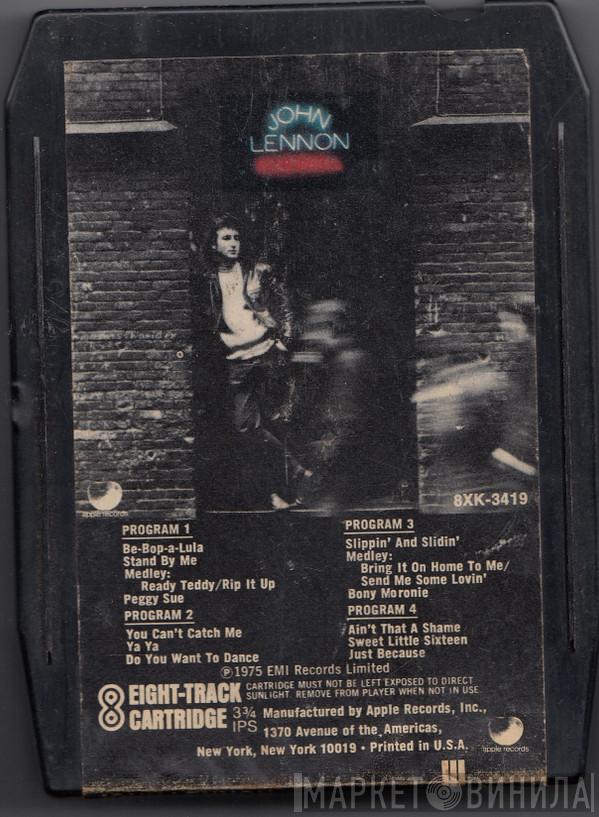 JOHN
LENNON
apple records
8XK-3419
PROGRAM 1
Be-Bop-a-Lula
Stand By Me
Medley:
Ready Teddy/Rip It Up
Peggy Sue
PROGRAM 2
You Can't Catch Me
Ya Ya
Do You Want To Dance
PROGRAM 3
Slippin' And Slidin'
Medley:
Bring It On Home To Me/
Send Me Some Lovin'
Bony Moronie
PROGRAM 4
Ain't That A Shame
Sweet Little Sixteen
Just Because
Ⓟ1975 EMI Records Limited
8 EIGHT-TRACK
CARTRIDGE
3¾
IPS
CARTRIDGE MUST NOT BE LEFT EXPOSED TO DIRECT
SUNLIGHT. REMOVE FROM PLAYER WHEN NOT IN USE
Manufactured by Apple Records, Inc.,
1370 Avenue of the Americas,
New York, New York 10019 • Printed in U.S.A.
apple records
МАРКЕТ ВИНИЛА